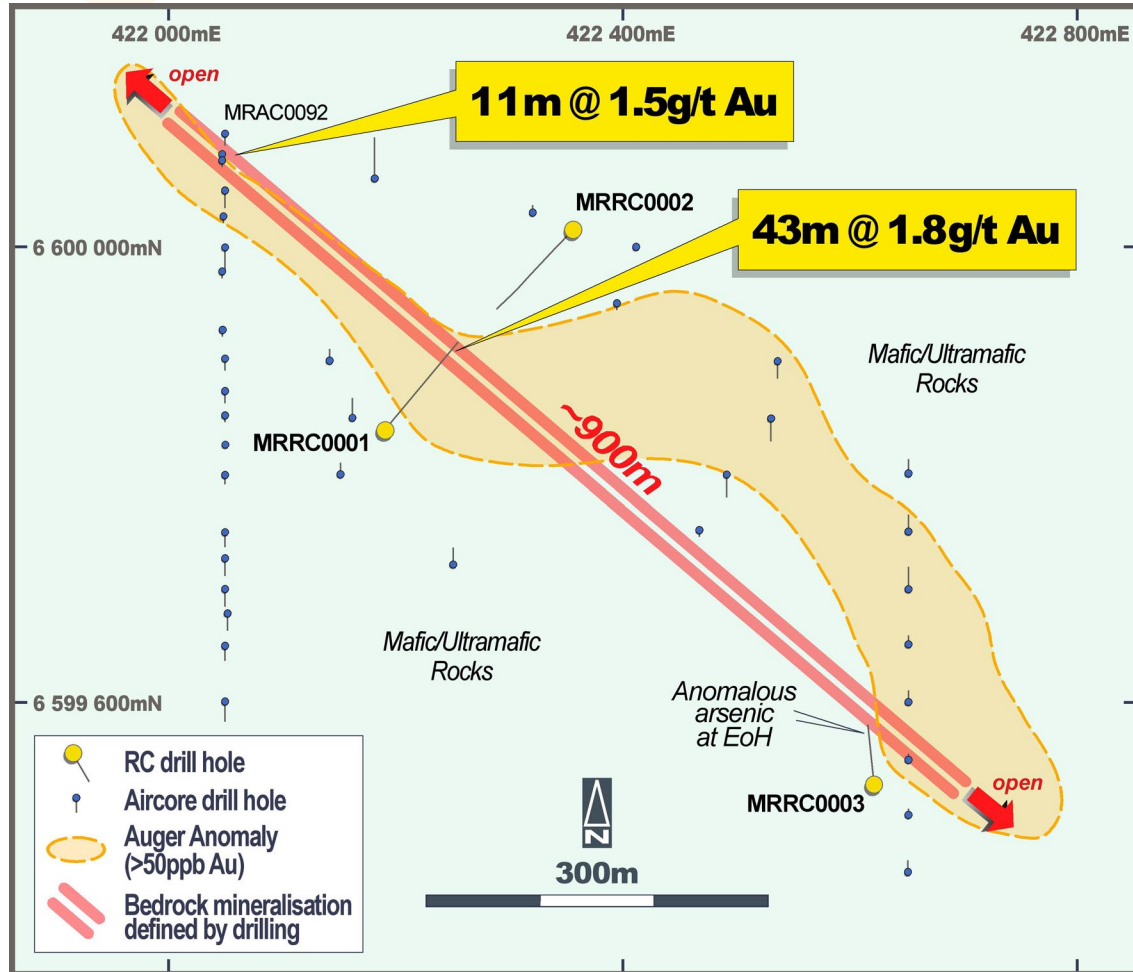 422 000mE
422 400mE
422 800mE
open
MRAC0092
11m @ 1.5g/t Au
MRRC0002
43m @ 1.8g/t Au
6 600 000mN
Mafic/Ultramafic
Rocks
MRRC0001
~900m
Mafic/Ultramafic
Rocks
6 599 600mN
Anomalous
arsenic
at EoH
open
MRRC0003
RC drill hole
Aircore drill hole
Auger Anomaly
(>50ppb Au)
Bedrock mineralisation
defined by drilling
N
300m